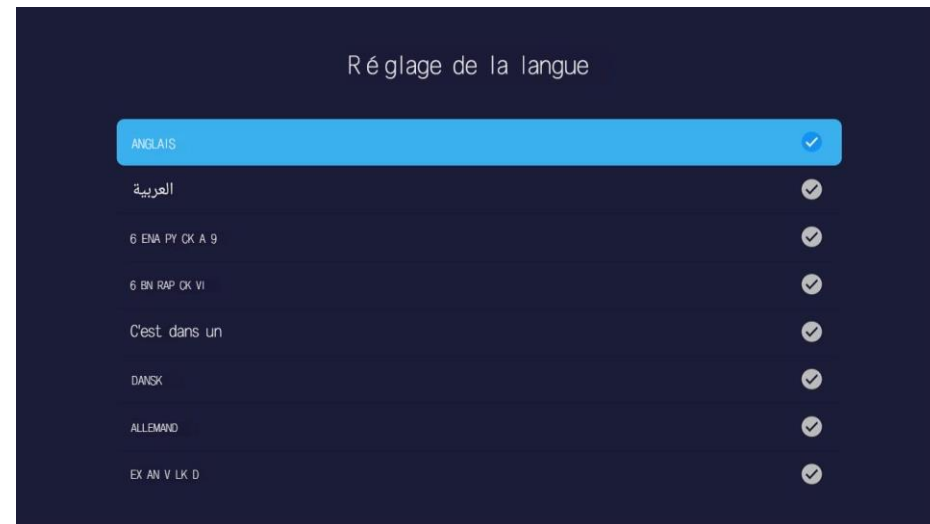 Réglage de la langue
ANGLAIS
العربية
6 ENA PY CK A 9
6 BN RAP CK VI
C'est dans un
DANSK
ALLEMAND
EX AN V LK D